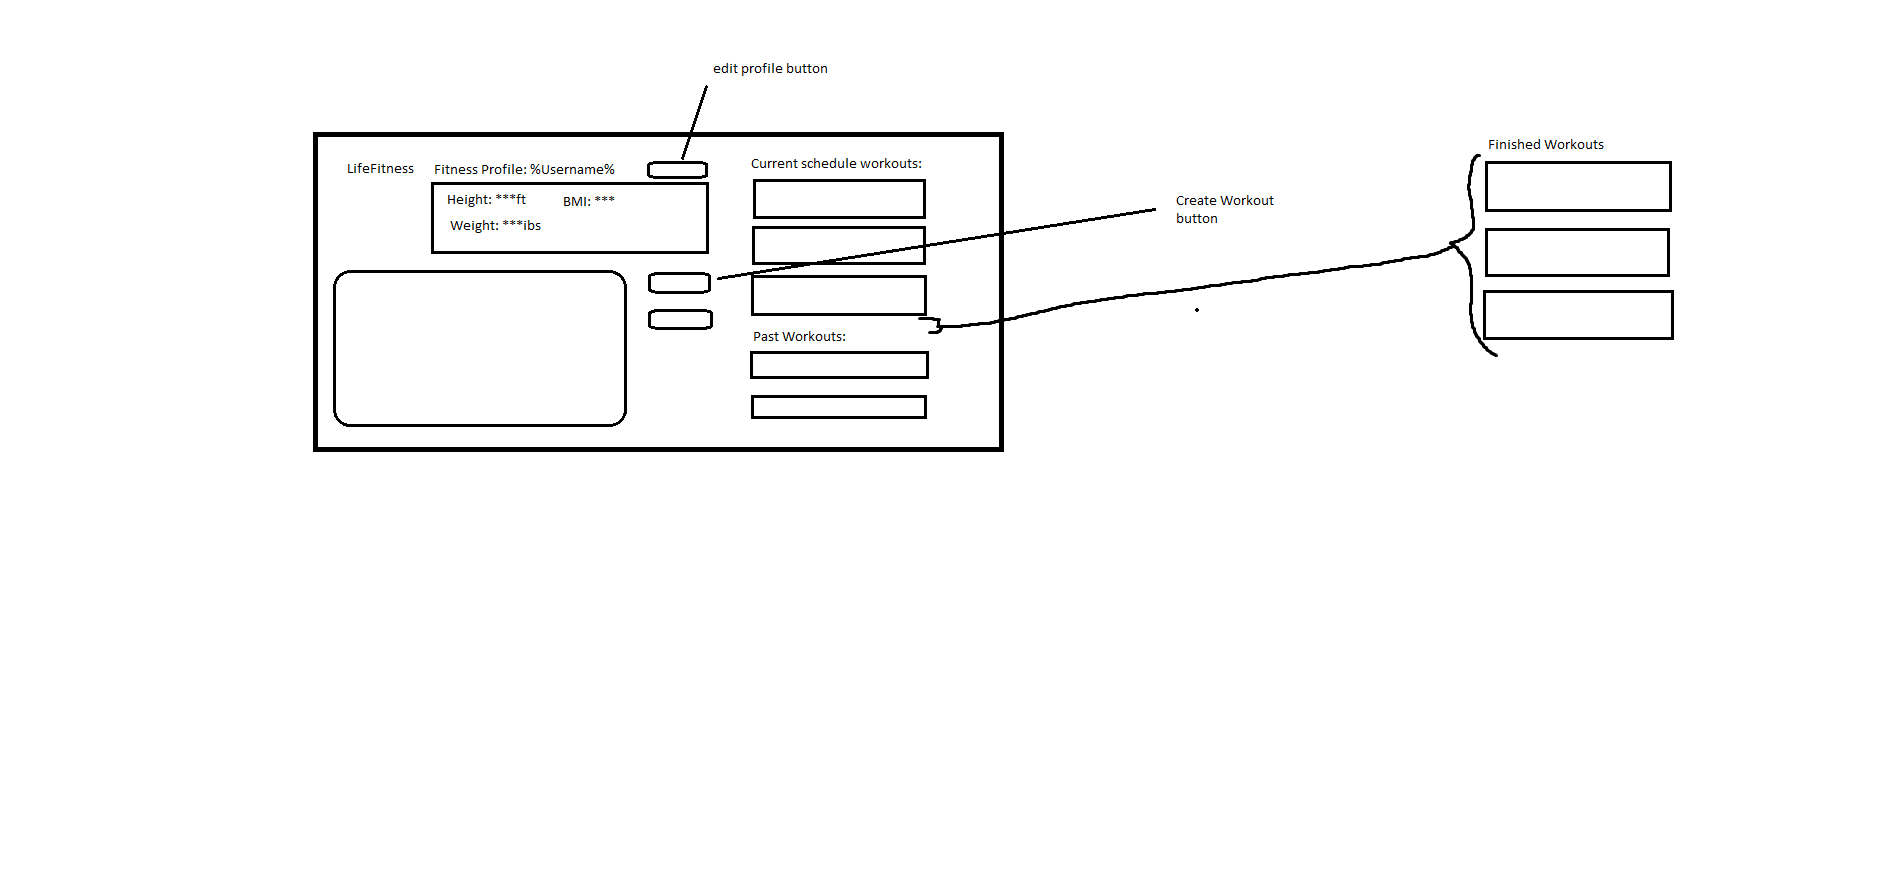 edit profile button
LifeFitness
Fitness Profile: %Username%
Height: ***ft
BMI: ***
Weight: ***ibs
Current schedule workouts:
Past Workouts:
Create Workout
button
Finished Workouts